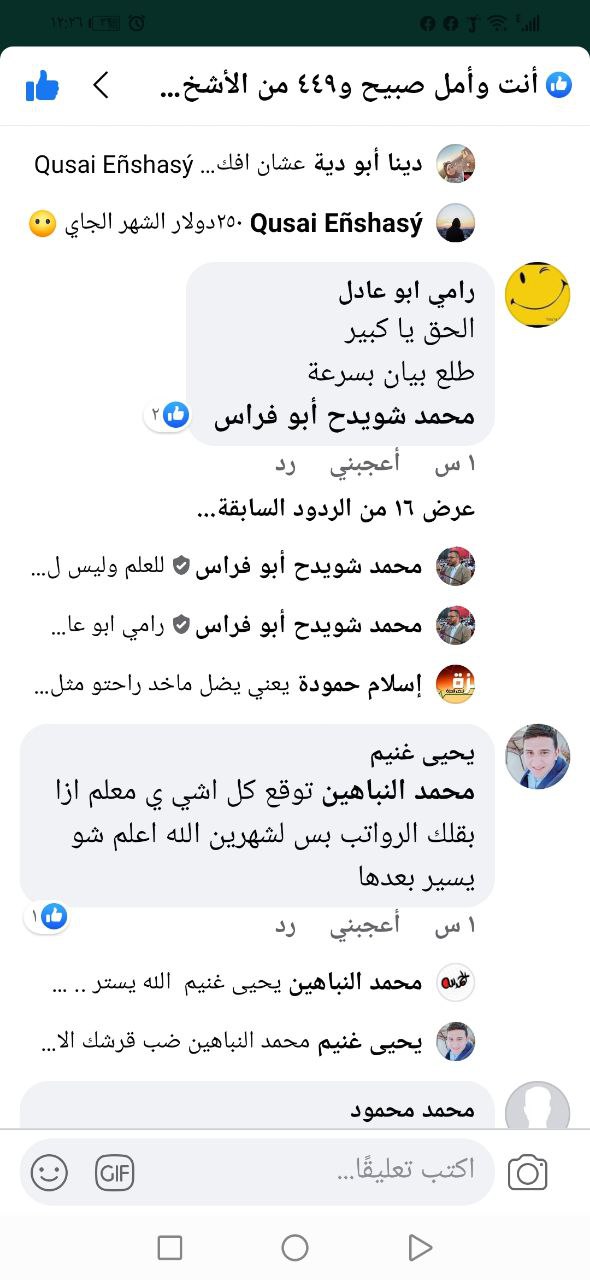 ١٢:٢٦
أنت وأمل صبيح و٤٤٩ من الأشخ...
دينا أبو دية عشان افك... Qusai Eñshasý
Qusai Eñshasý ٢٥٠دولار الشهر الجاي 😶
رامي ابو عادل
الحق يا كبير
طلع بيان بسرعة
محمد شويدح أبو فراس
٢
١ س أعجبني رد
عرض ١٦ من الردود السابقة...
محمد شويدح أبو فراس للعلم وليس ل...
محمد شويدح أبو فراس رامي ابو عا...
إسلام حمودة يعني يضل ماخد راحتو مثل...
يحيى غنيم
محمد النباهين توقع كل اشي ي معلم ازا
بقلك الرواتب بس لشهرين الله اعلم شو
يسير بعدها
١
١ س أعجبني رد
محمد النباهين يحيى غنيم الله يستر .. ...
يحيى غنيم محمد النباهين ضب قرشك الا...
محمد محمود
اكتب تعليقًا...
GIF